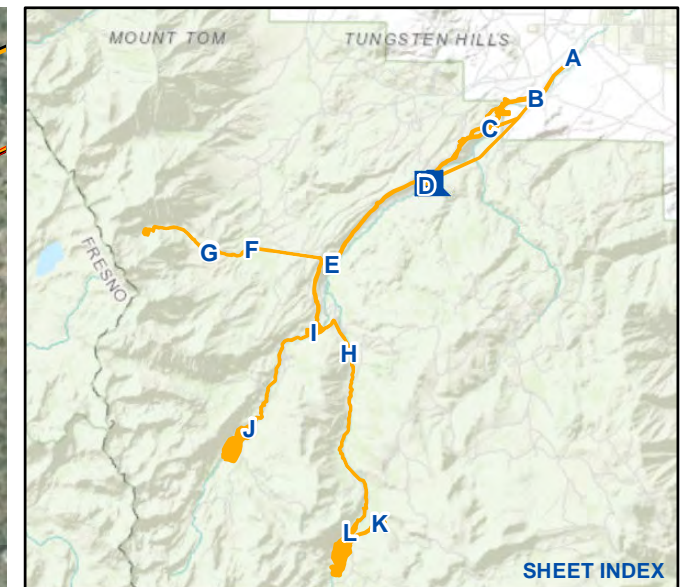 MOUNT TOM
TUNGSTEN HILLS
A
B
C
D
E
F
G
FRESNO
I
H
J
K
L
SHEET INDEX